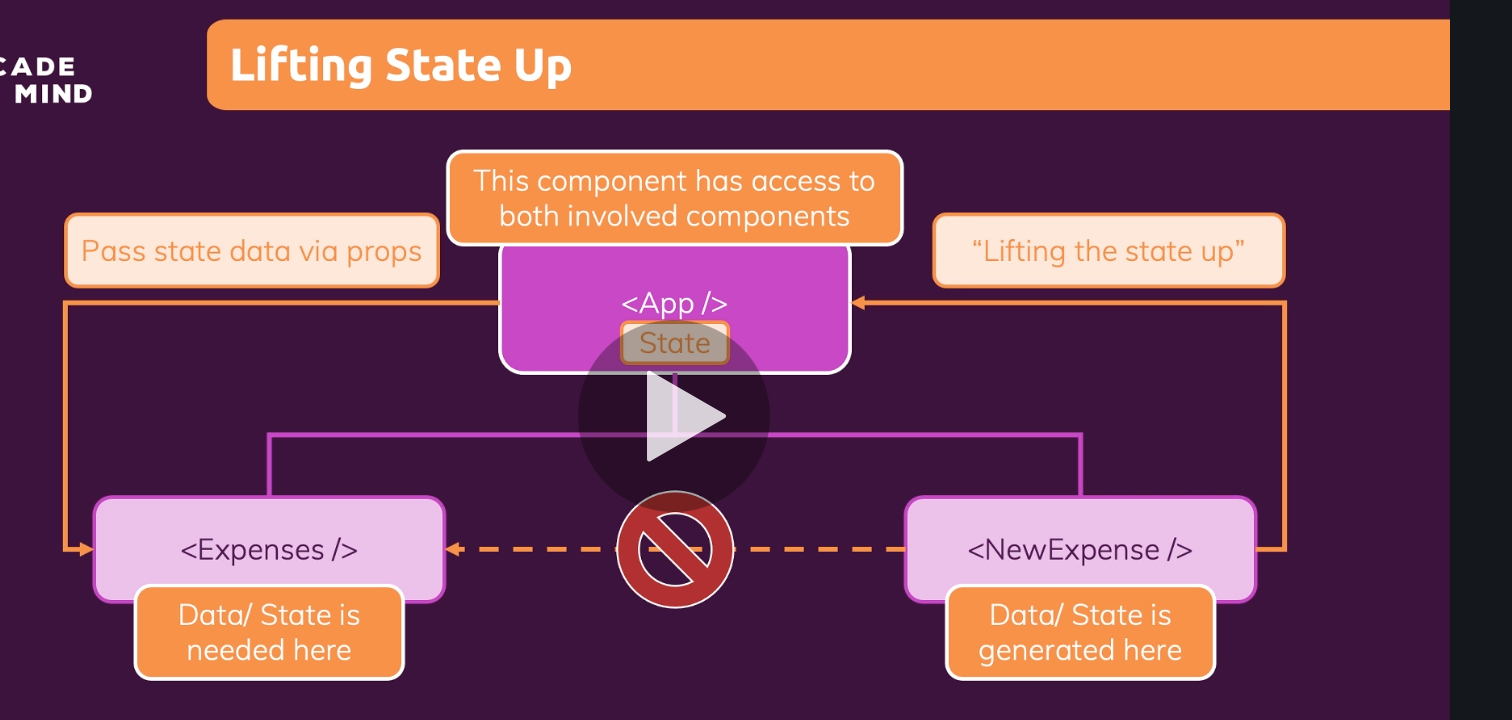 CADE
MIND
Lifting State Up
This component has access to
both involved components
Pass state data via props
“Lifting the state up”
<App />
State
<Expenses />
<NewExpense />
Data/ State is
needed here
Data/ State is
generated here